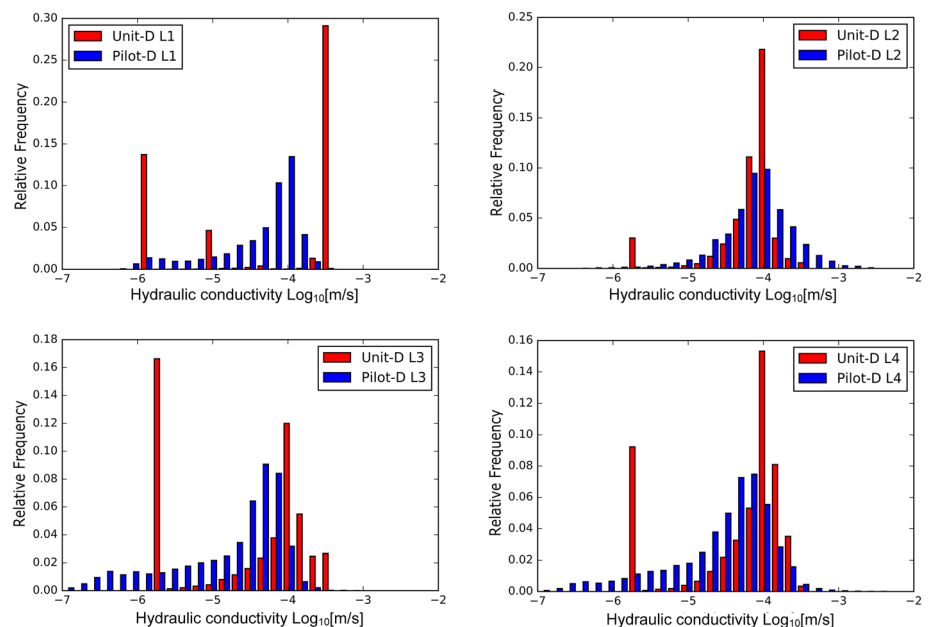 0.30
0.25
0.20
0.15
0.10
0.05
0.00
Relative Frequency
Unit-D L1
Pilot-D L1
−7 −6 −5 −4 −3 −2
Hydraulic conductivity Log10[m/s]
0.25
0.20
0.15
0.10
0.05
0.00
Relative Frequency
Unit-D L2
Pilot-D L2
−7 −6 −5 −4 −3 −2
Hydraulic conductivity Log10[m/s]
0.18
0.16
0.14
0.12
0.10
0.08
0.06
0.04
0.02
0.00
Relative Frequency
Unit-D L3
Pilot-D L3
−7 −6 −5 −4 −3 −2
Hydraulic conductivity Log10[m/s]
0.16
0.14
0.12
0.10
0.08
0.06
0.04
0.02
0.00
Relative Frequency
Unit-D L4
Pilot-D L4
−7 −6 −5 −4 −3 −2
Hydraulic conductivity Log10[m/s]